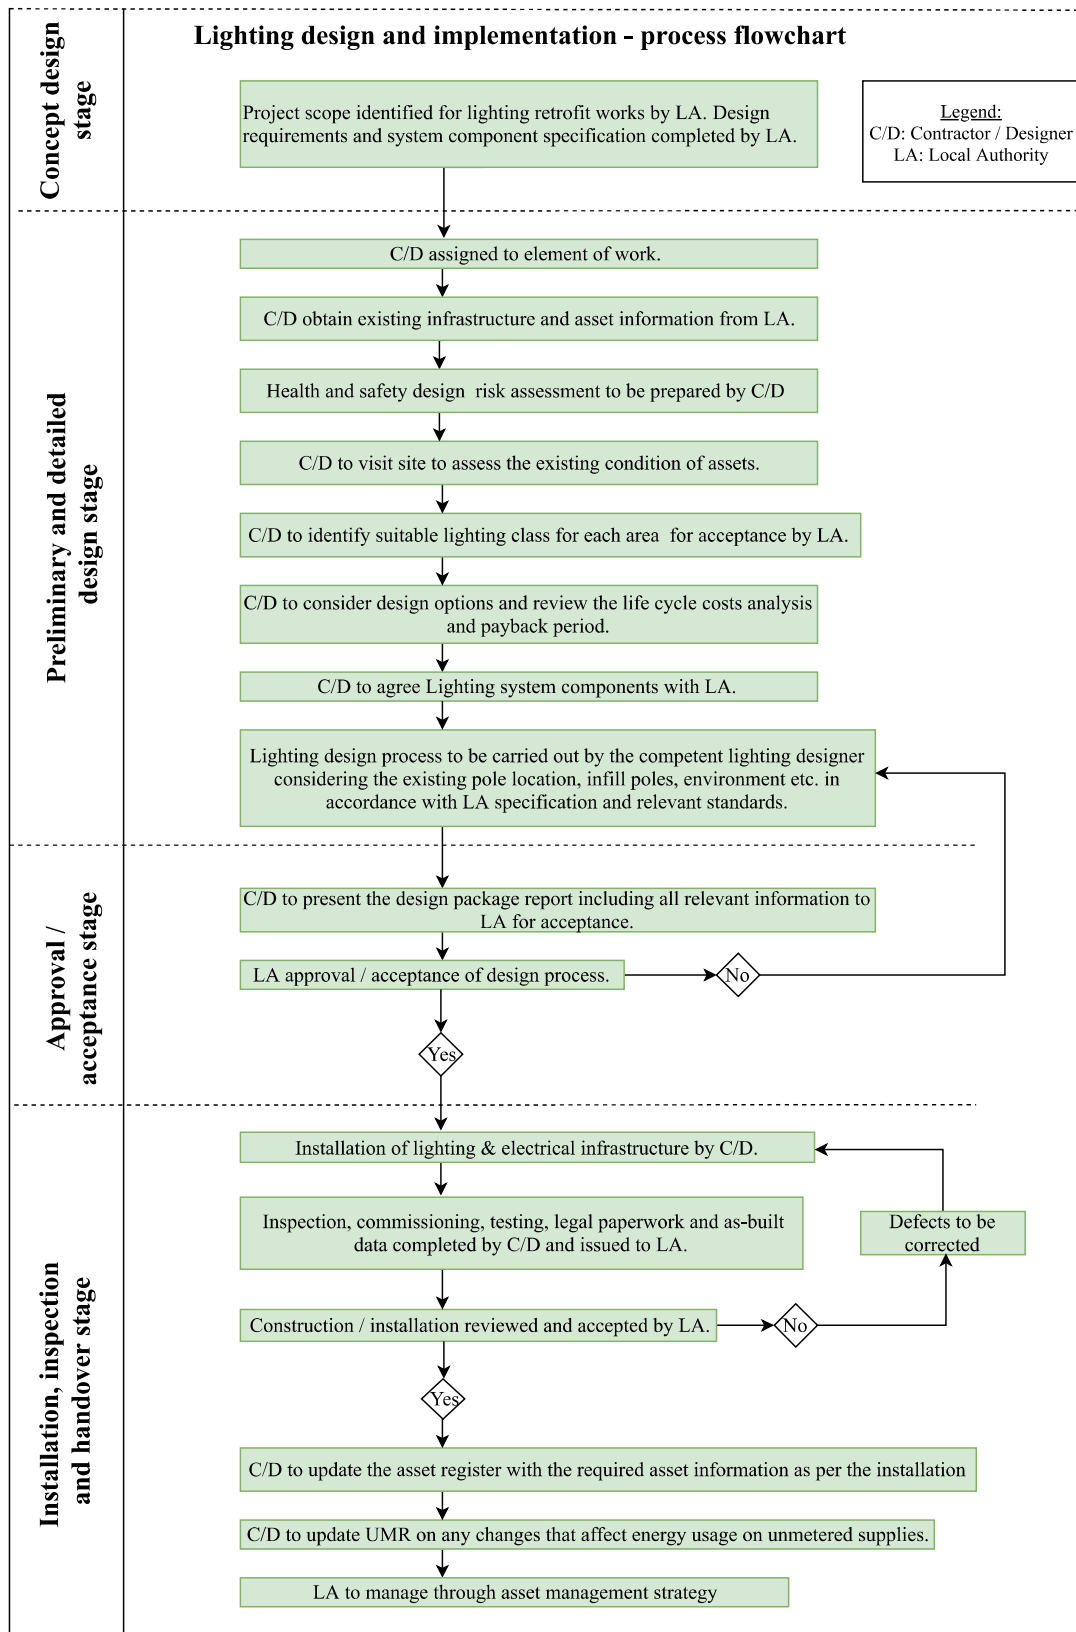 Lighting design and implementation - process flowchart
Concept design
stage
Project scope identified for lighting retrofit works by LA. Design
requirements and system component specification completed by LA.
Legend:
C/D: Contractor / Designer
LA: Local Authority
Preliminary and detailed
design stage
C/D assigned to element of work.
C/D obtain existing infrastructure and asset information from LA.
Health and safety design  risk assessment to be prepared by C/D
C/D to visit site to assess the existing condition of assets.
C/D to identify suitable lighting class for each area  for acceptance by LA.
C/D to consider design options and review the life cycle costs analysis
and payback period.
C/D to agree Lighting system components with LA.
Lighting design process to be carried out by the competent lighting designer
considering the existing pole location, infill poles, environment etc. in
accordance with LA specification and relevant standards.
Approval /
acceptance stage
C/D to present the design package report including all relevant information to
LA for acceptance.
LA approval / acceptance of design process.
No
Yes
Installation, inspection
and handover stage
Installation of lighting & electrical infrastructure by C/D.
Inspection, commissioning, testing, legal paperwork and as-built
data completed by C/D and issued to LA.
Defects to be
corrected
Construction / installation reviewed and accepted by LA.
No
Yes
C/D to update the asset register with the required asset information as per the installation
C/D to update UMR on any changes that affect energy usage on unmetered supplies.
LA to manage through asset management strategy